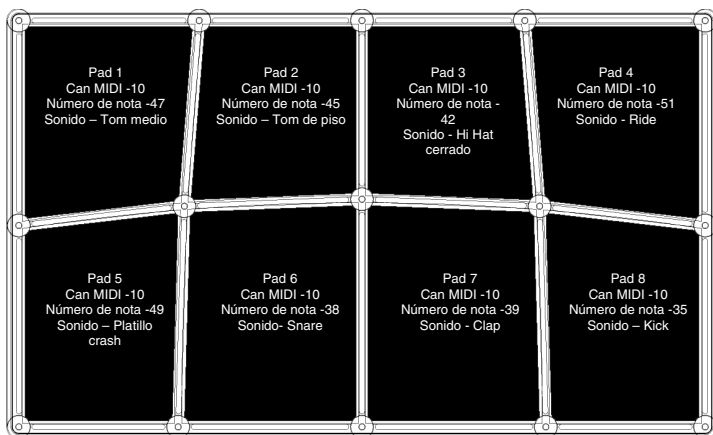 Pad 1
Can MIDI -10
Número de nota -47
Sonido – Tom medio
Pad 2
Can MIDI -10
Número de nota -45
Sonido – Tom de piso
Pad 3
Can MIDI -10
Número de nota -
42
Sonido - Hi Hat
cerrado
Pad 4
Can MIDI -10
Número de nota -51
Sonido - Ride
Pad 5
Can MIDI -10
Número de nota -49
Sonido – Platillo
crash
Pad 6
Can MIDI -10
Número de nota -38
Sonido- Snare
Pad 7
Can MIDI -10
Número de nota -39
Sonido - Clap
Pad 8
Can MIDI -10
Número de nota -35
Sonido – Kick